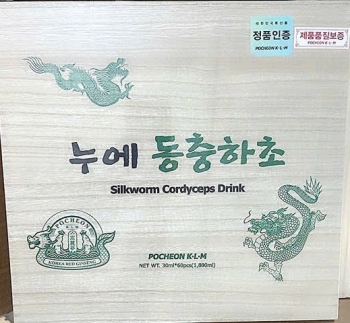 정품인증
POCHEON K·L·M
제품품질보증
POCHEON K·L·M
누에 동충하초
Silkworm Cordyceps Drink
POCHEON
KOREA RED GINSENG
POCHEON K·L·M
NET WT. 30ml*60pcs(1,800ml)